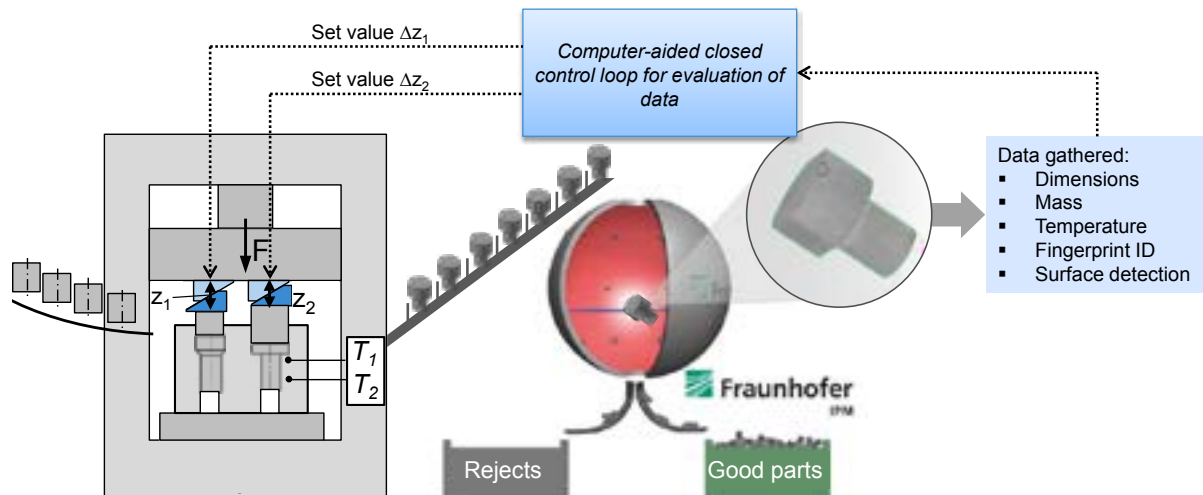 Set value Δz1
Set value Δz2
Computer-aided closed
control loop for evaluation of
data
Data gathered:
▪ Dimensions
▪ Mass
▪ Temperature
▪ Fingerprint ID
▪ Surface detection
F
z1
z2
T1
T2
Fraunhofer
IPM
Rejects
Good parts